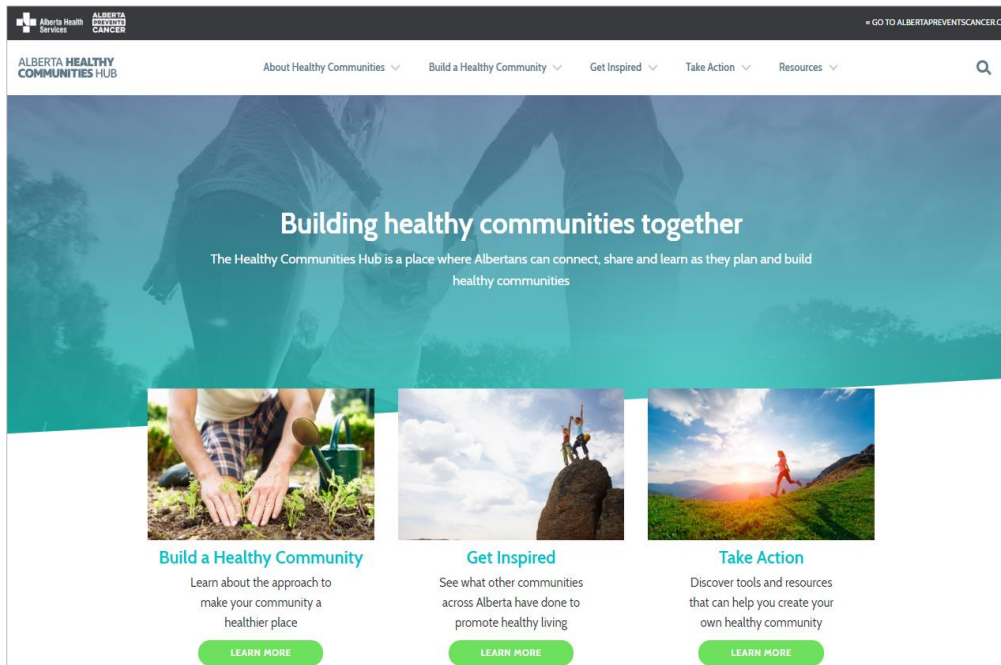 Alberta Health
Services
ALBERTA
PREVENTS
CANCER
« GO TO ALBERTAPREVENTSCANCER.C
ALBERTA HEALTHY
COMMUNITIES HUB
About Healthy Communities
Build a Healthy Community
Get Inspired
Take Action
Resources
Building healthy communities together
The Healthy Communities Hub is a place where Albertans can connect, share and learn as they plan and build
healthy communities
Build a Healthy Community
Learn about the approach to
make your community a
healthier place
LEARN MORE
Get Inspired
See what other communities
across Alberta have done to
promote healthy living
LEARN MORE
Take Action
Discover tools and resources
that can help you create your
own healthy community
LEARN MORE